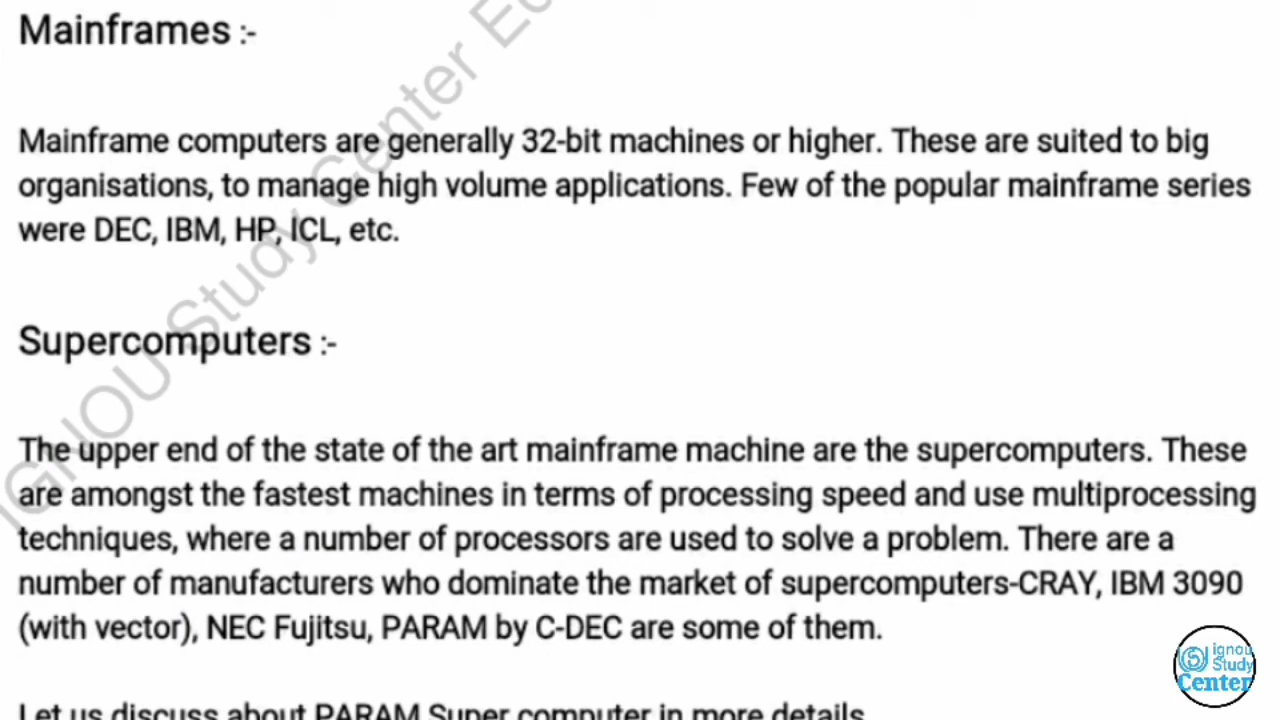 Mainframes :-
Mainframe computers are generally 32-bit machines or higher. These are suited to big
organisations, to manage high volume applications. Few of the popular mainframe series
were DEC, IBM, HP, ICL, etc.
Supercomputers :-
The upper end of the state of the art mainframe machine are the supercomputers. These
are amongst the fastest machines in terms of processing speed and use multiprocessing
techniques, where a number of processors are used to solve a problem. There are a
number of manufacturers who dominate the market of supercomputers-CRAY, IBM 3090
(with vector), NEC Fujitsu, PARAM by C-DEC are some of them.
Let us discuss about PARAM Super computer in more details
IGNOU Study Center
ignou
Study
Center